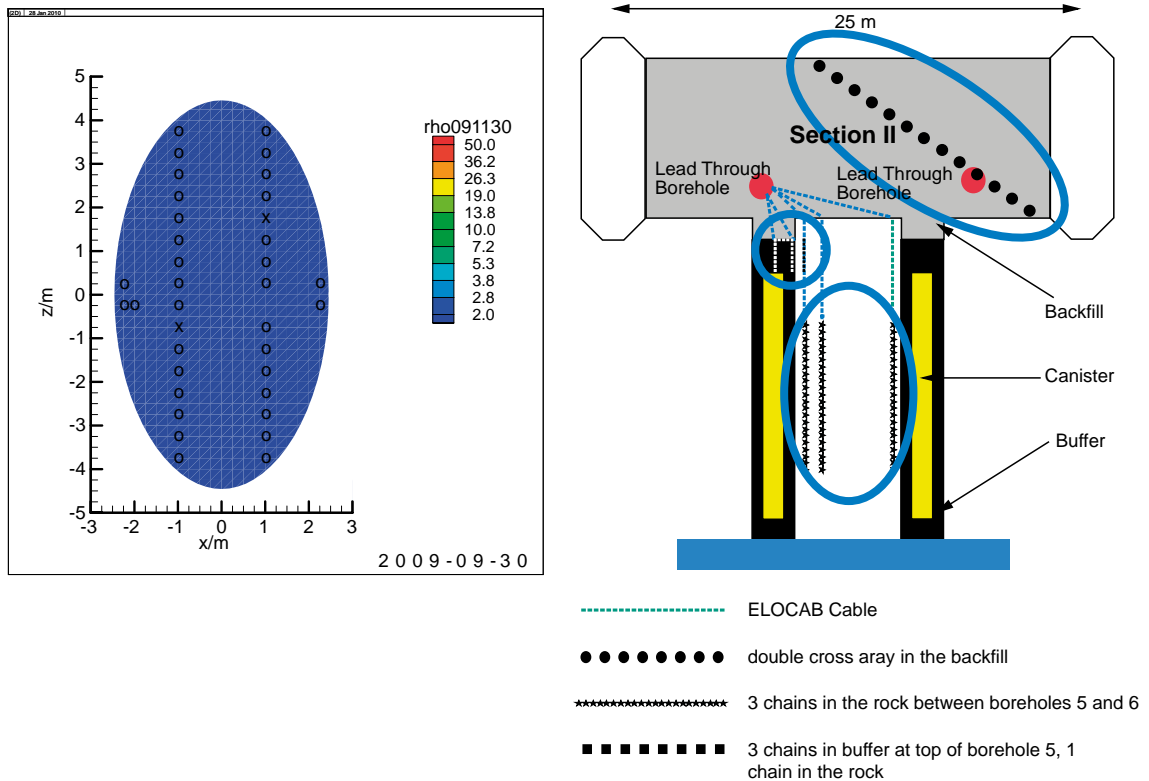 (2D) | 28 Jan 2010 |
5
4
3
2
1
0
-1
-2
-3
-4
-5
z/m
-3 -2 -1 0 1 2 3
x/m
rho091130
50.0
36.2
26.3
19.0
13.8
10.0
7.2
5.3
3.8
2.8
2.0
2009-09-30
25 m
Section II
Lead Through
Borehole
Lead Through
Borehole
Backfill
Canister
Buffer
ELOCAB Cable
double cross aray in the backfill
3 chains in the rock between boreholes 5 and 6
3 chains in buffer at top of borehole 5, 1
chain in the rock